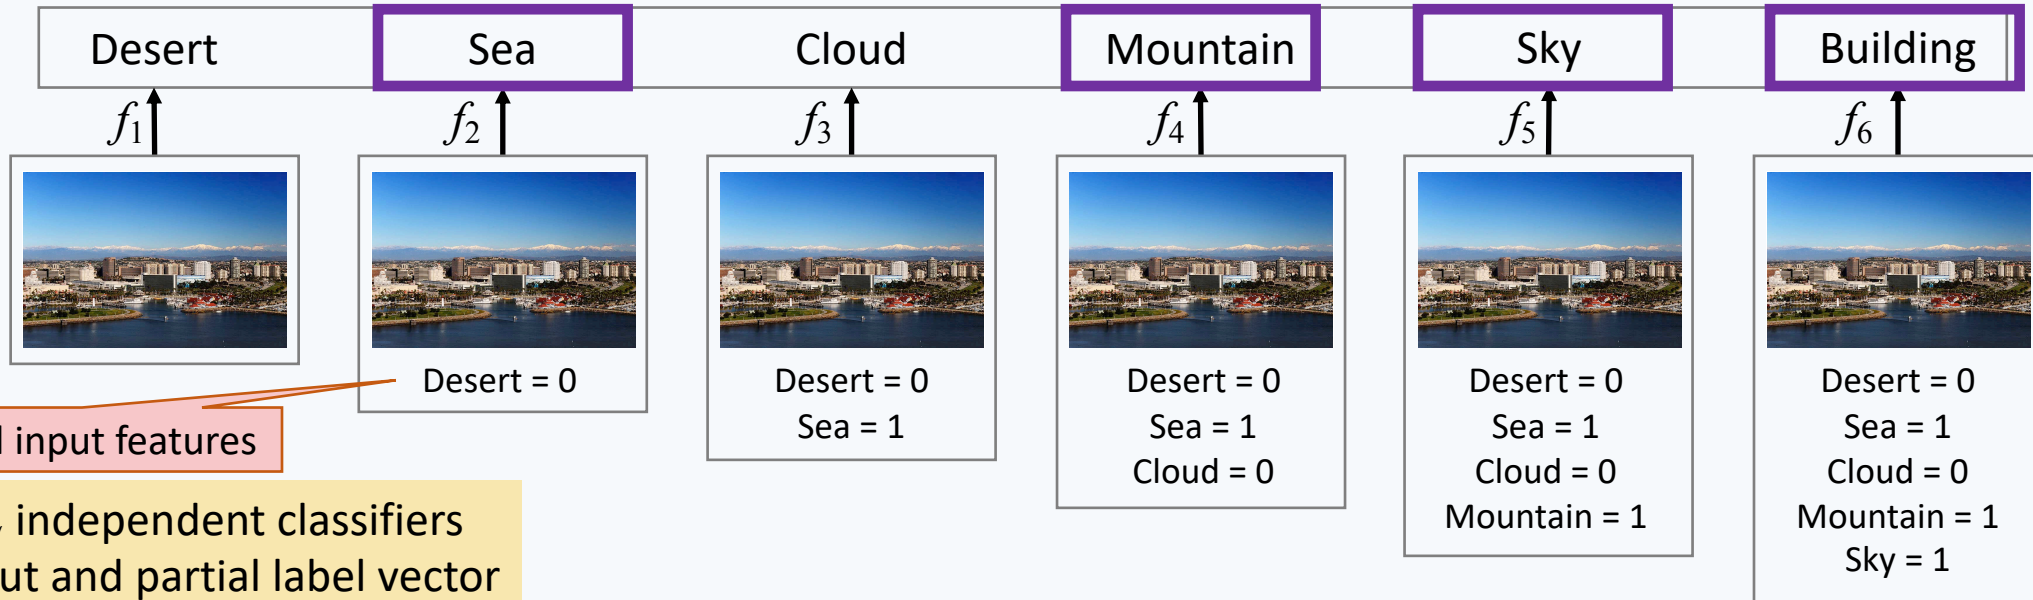 Desert Sea Cloud Mountain Sky Building
f1 f2 f3 f4 f5 f6
Desert = 0
Desert = 0
Sea = 1
Desert = 0
Sea = 1
Cloud = 0
Desert = 0
Sea = 1
Cloud = 0
Mountain = 1
Desert = 0
Sea = 1
Cloud = 0
Mountain = 1
Sky = 1
input features
independent classifiers
and partial label vector